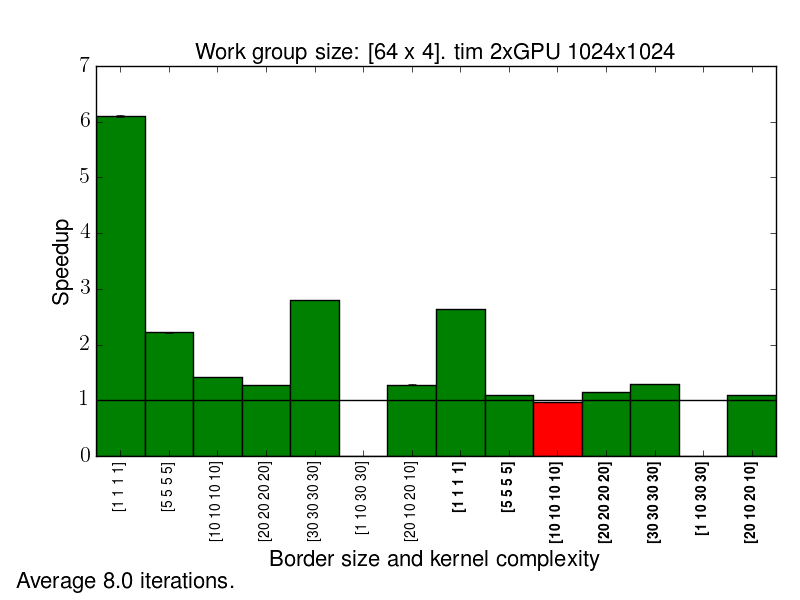 Work group size: [64 x 4]. tim 2xGPU 1024x1024
7
6
5
4
3
2
1
0
Speedup
[1 1 1 1]
[5 5 5 5]
[10 10 10 10]
[20 20 20 20]
[30 30 30 30]
[1 10 30 30]
[20 10 20 10]
[1 1 1 1]
[5 5 5 5]
[10 10 10 10]
[20 20 20 20]
[30 30 30 30]
[1 10 30 30]
[20 10 20 10]
Border size and kernel complexity
Average 8.0 iterations.